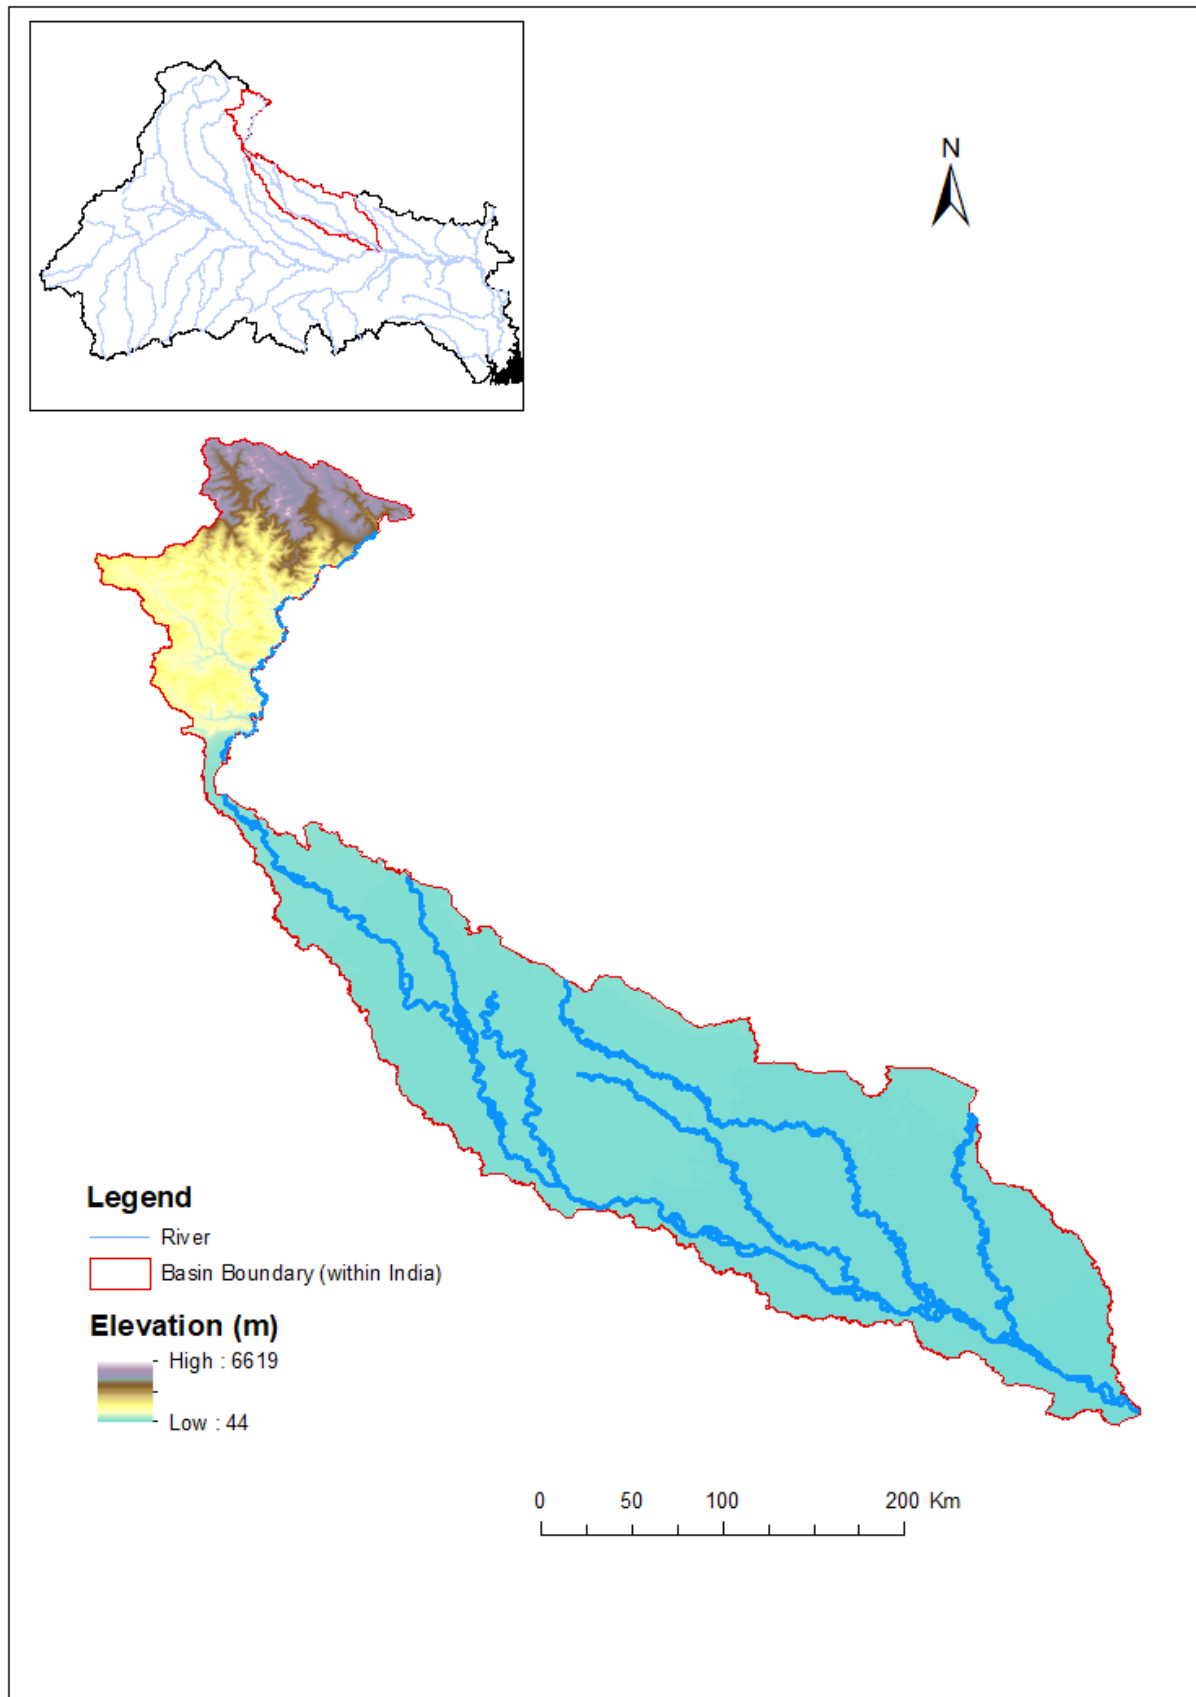 N
Legend
River
Basin Boundary (within India)
Elevation (m)
High : 6619
Low : 44
0 50 100 200 Km